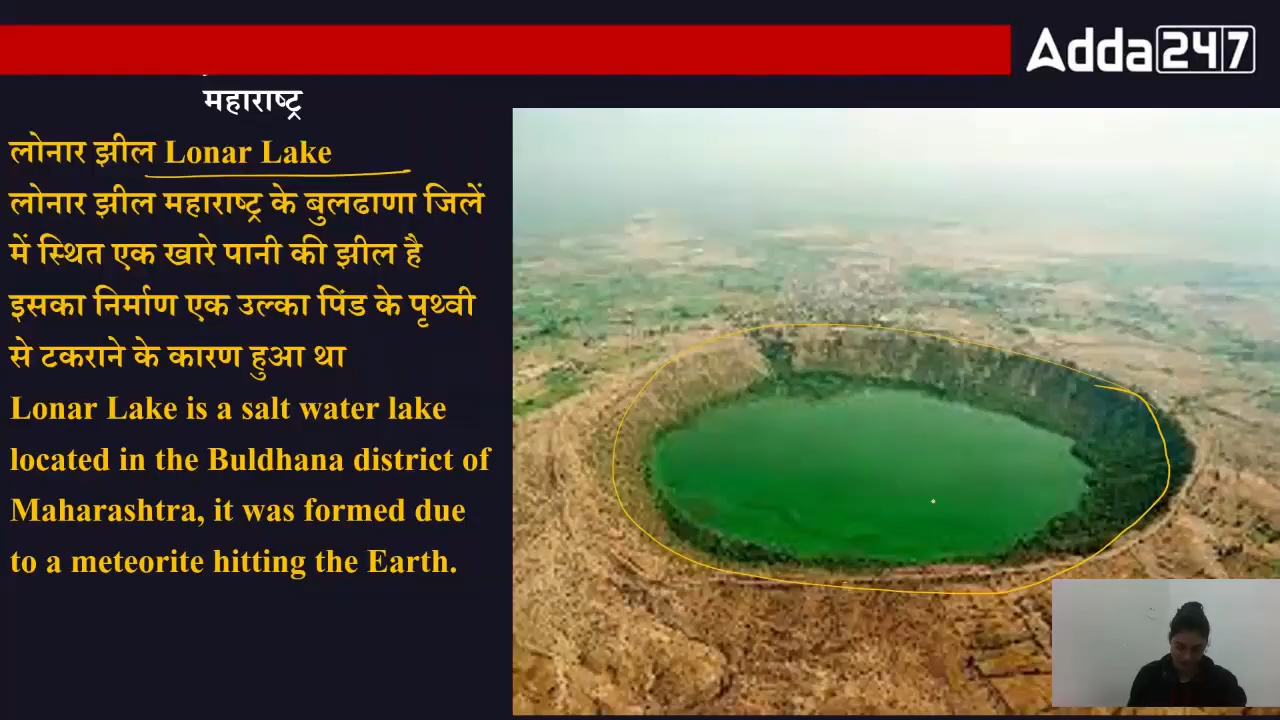 Adda247
महाराष्ट्र
लोनार झील Lonar Lake
लोनार झील महाराष्ट्र के बुलढाणा जिलें
में स्थित एक खारे पानी की झील है
इसका निर्माण एक उल्का पिंड के पृथ्वी
से टकराने के कारण हुआ था
Lonar Lake is a salt water lake
located in the Buldhana district of
Maharashtra, it was formed due
to a meteorite hitting the Earth.